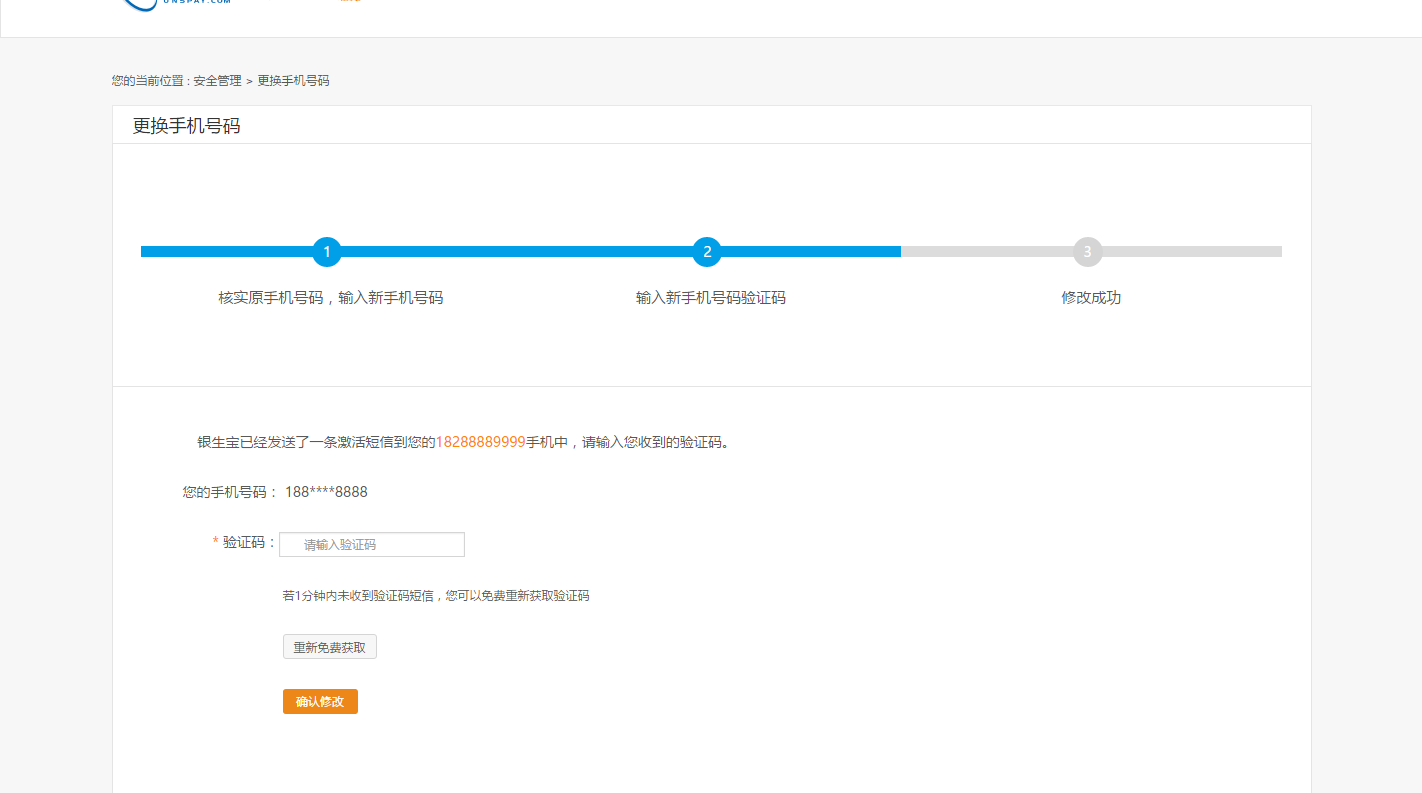 UNSPAY.COM
您的当前位置 : 安全管理 > 更换手机号码
更换手机号码
1 2 3
核实原手机号码，输入新手机号码 输入新手机号码验证码 修改成功
银生宝已经发送了一条激活短信到您的18288889999手机中，请输入您收到的验证码。
您的手机号码： 188****8888
* 验证码： 请输入验证码
若1分钟内未收到验证码短信，您可以免费重新获取验证码
重新免费获取
确认修改